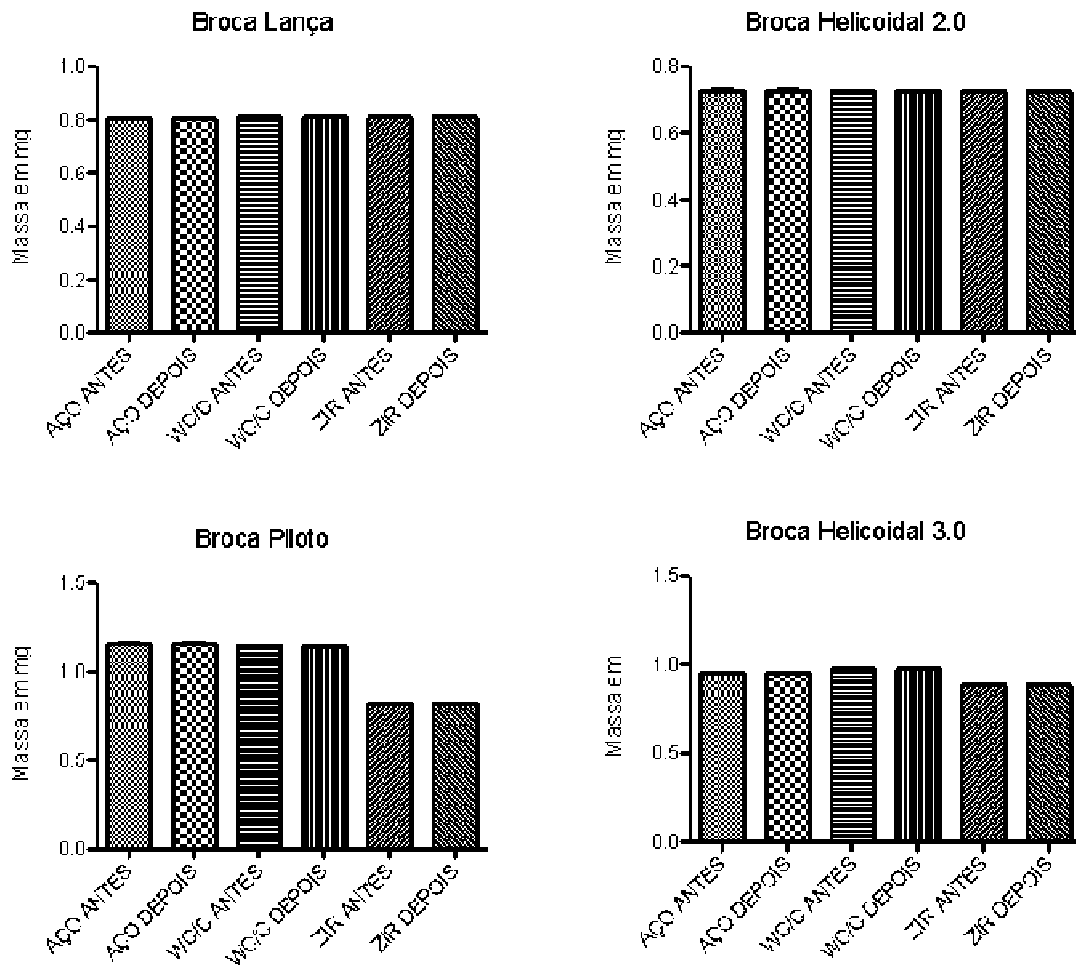 Broca Lança
Massa em mg
1.0
0.8
0.6
0.4
0.2
0.0
AÇO ANTES
AÇO DEPOIS
WC/C ANTES
WC/C DEPOIS
ZIR ANTES
ZIR DEPOIS
Broca Helicoidal 2.0
Massa em mg
0.8
0.6
0.4
0.2
0.0
AÇO ANTES
AÇO DEPOIS
WC/C ANTES
WC/C DEPOIS
ZIR ANTES
ZIR DEPOIS
Broca Piloto
Massa em mg
1.5
1.0
0.5
0.0
AÇO ANTES
AÇO DEPOIS
WC/C ANTES
WC/C DEPOIS
ZIR ANTES
ZIR DEPOIS
Broca Helicoidal 3.0
Massa em
1.5
1.0
0.5
0.0
AÇO ANTES
AÇO DEPOIS
WC/C ANTES
WC/C DEPOIS
ZIR ANTES
ZIR DEPOIS